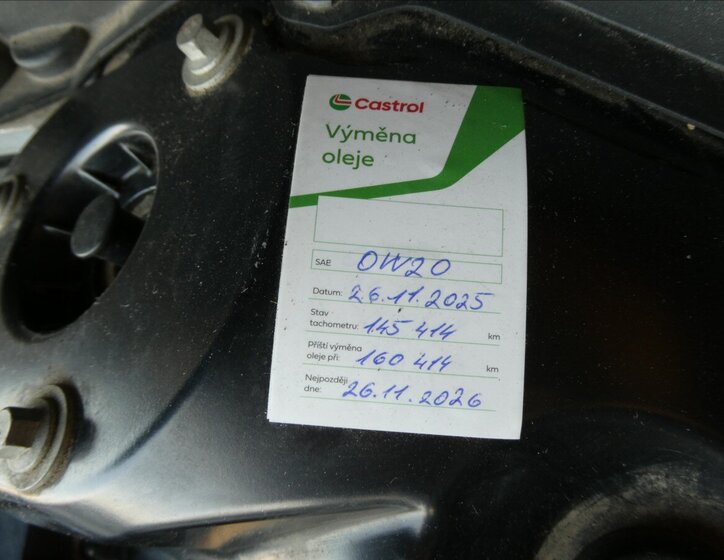 Castrol
Výměna
oleje
SAE 0W20
Datum: 26.11.2025
Stav
tachometru: 145 414 km
Příští výměna
oleje při: 160 414 km
Nejpozději
dne: 26.11.2026